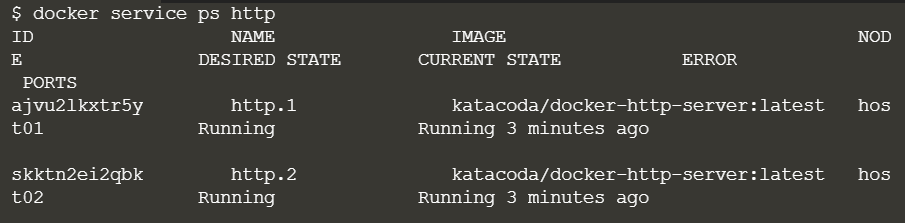 $ docker service ps http
ID                  NAME                IMAGE                                NOD
E                DESIRED STATE       CURRENT STATE           ERROR
 PORTS
ajvu2lkxtr5y        http.1              katacoda/docker-http-server:latest   hos
t01              Running             Running 3 minutes ago
skktn2ei2qbk        http.2              katacoda/docker-http-server:latest   hos
t02              Running             Running 3 minutes ago